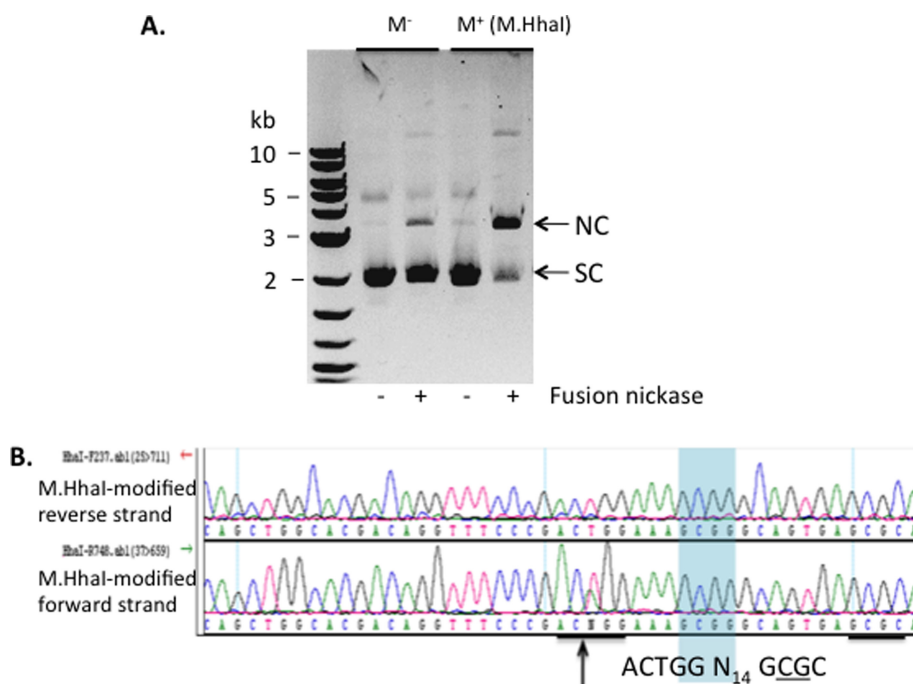 A.
M⁻ M⁺ (M.HhaI)
kb
10
5
3
2
NC
SC
- + - + Fusion nickase
B.
HhaI-F237.ab1(25>711) ←
M.HhaI-modified
reverse strand
C A G C T G G C A C G A C A G G T T T C C C G A C T G G A A A G C G G G C A G T G A G C G C
HhaI-R748.ab1(37>659) →
M.HhaI-modified
forward strand
C A G C T G G C A C G A C A G G T T T C C C G A C N G G A A A G C G G G C A G T G A G C G C
ACTGG N₁₄ GCGC